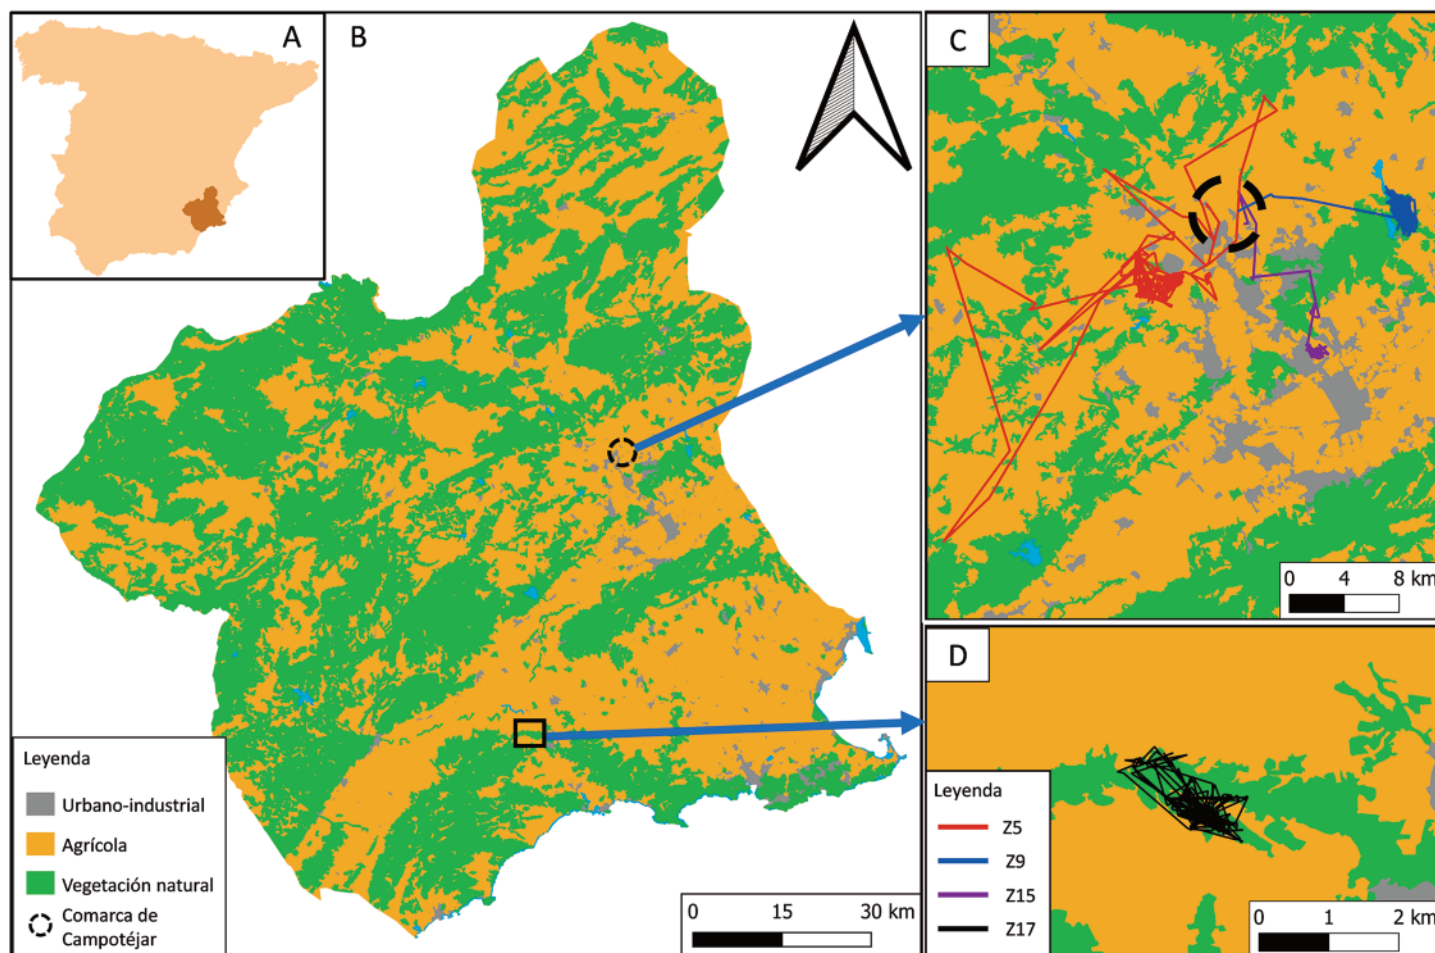 A
B
Leyenda
Urbano-industrial
Agrícola
Vegetación natural
Comarca de
Campotéjar
0 15 30 km
C
0 4 8 km
D
Leyenda
Z5
Z9
Z15
Z17
0 1 2 km